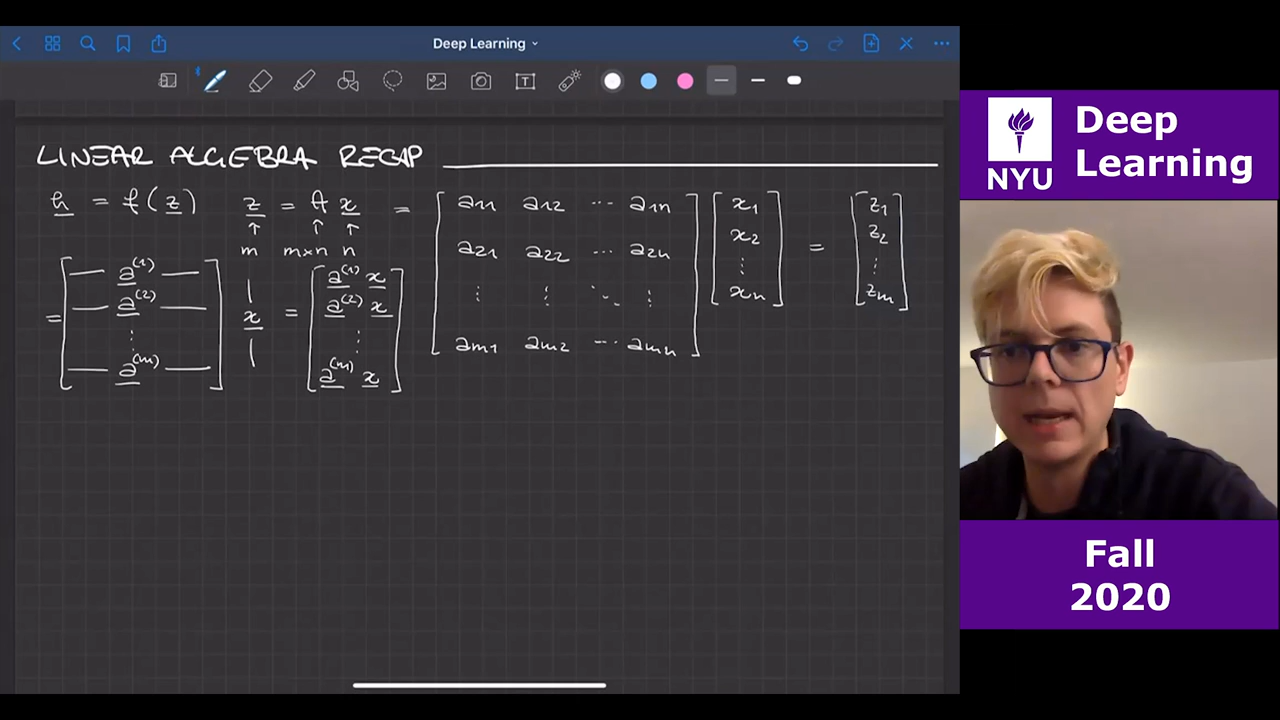 Deep Learning
T
LINEAR ALGEBRA RECAP
h = f(z) z = A x = [ a11 a12 ⋯ a1n ] [ x1 ] = [ z1 ]
↑ ↑ ↑ x2 z2
m m×n n a21 a22 ⋯ a2n ⋮ ⋮
⋮ ⋮ ⋱ ⋮ xn zm
am1 am2 ⋯ amn
= [ — a(1) — ] | = [ a(1) x ]
— a(2) — x a(2) x
⋮ | ⋮
— a(m) — a(m) x
NYU
Deep
Learning
Fall
2020